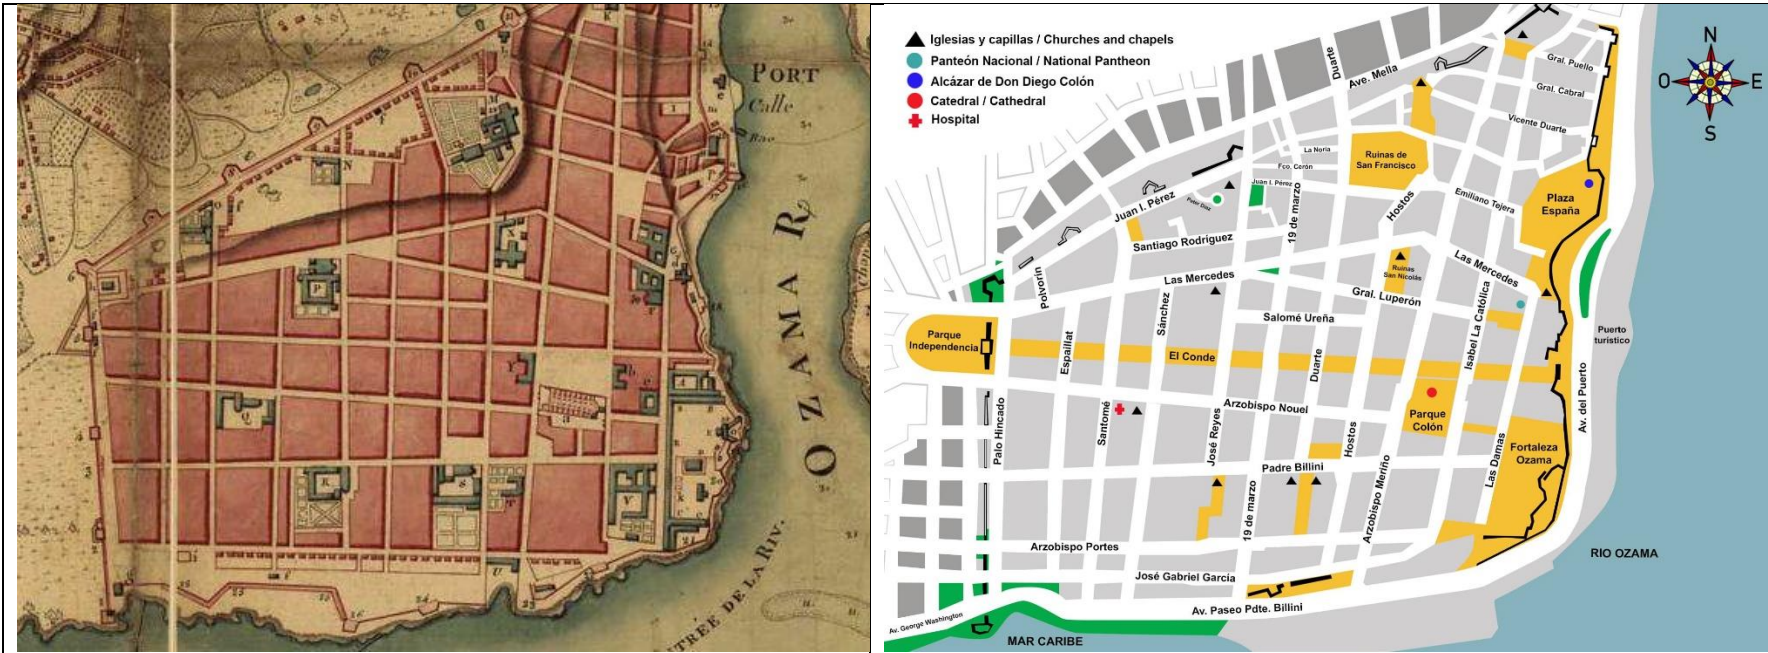 PORT
Calle
OZAMA R.
ENTRÉE DE LA RIV.
M
N
O
P
X
Q
Y
R
S
T
V
U
A
a
b
e
Iglesias y capillas / Churches and chapels
Panteón Nacional / National Pantheon
Alcázar de Don Diego Colón
Catedral / Cathedral
Hospital
N
O
E
S
Duarte
Ave. Mella
Gral. Puello
Gral. Cabral
Vicente Duarte
La Noria
Fco. Cerón
Juan I. Pérez
Ruinas de
San Francisco
Juan I. Pérez
19 de marzo
Hostos
Emiliano Tejera
Plaza
España
Santiago Rodríguez
Las Mercedes
Ruinas
San Nicolás
Las Mercedes
Polvorín
Gral. Luperón
Sánchez
Salomé Ureña
Isabel La Católica
Puerto
turístico
Parque
Independencia
Espaillat
El Conde
Duarte
Av. del Puerto
Palo Hincado
Santomé
Arzobispo Nouel
José Reyes
Hostos
Parque
Colón
Las Damas
Fortaleza
Ozama
Padre Billini
19 de marzo
Arzobispo Meriño
Arzobispo Portes
José Gabriel García
RIO OZAMA
Av. Paseo Pdte. Billini
Av. George Washington
MAR CARIBE